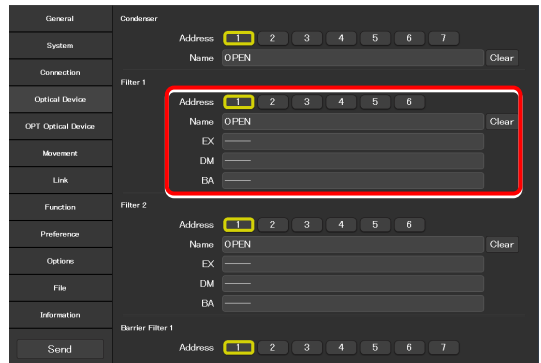 General
System
Connection
Optical Device
OPT Optical Device
Movement
Link
Function
Preference
Options
File
Information
Send
Condenser
Address 1 2 3 4 5 6 7
Name OPEN Clear
Filter 1
Address 1 2 3 4 5 6
Name OPEN Clear
EX ——
DM ——
BA ——
Filter 2
Address 1 2 3 4 5 6
Name OPEN Clear
EX ——
DM ——
BA ——
Barrier Filter 1
Address 1 2 3 4 5 6 7